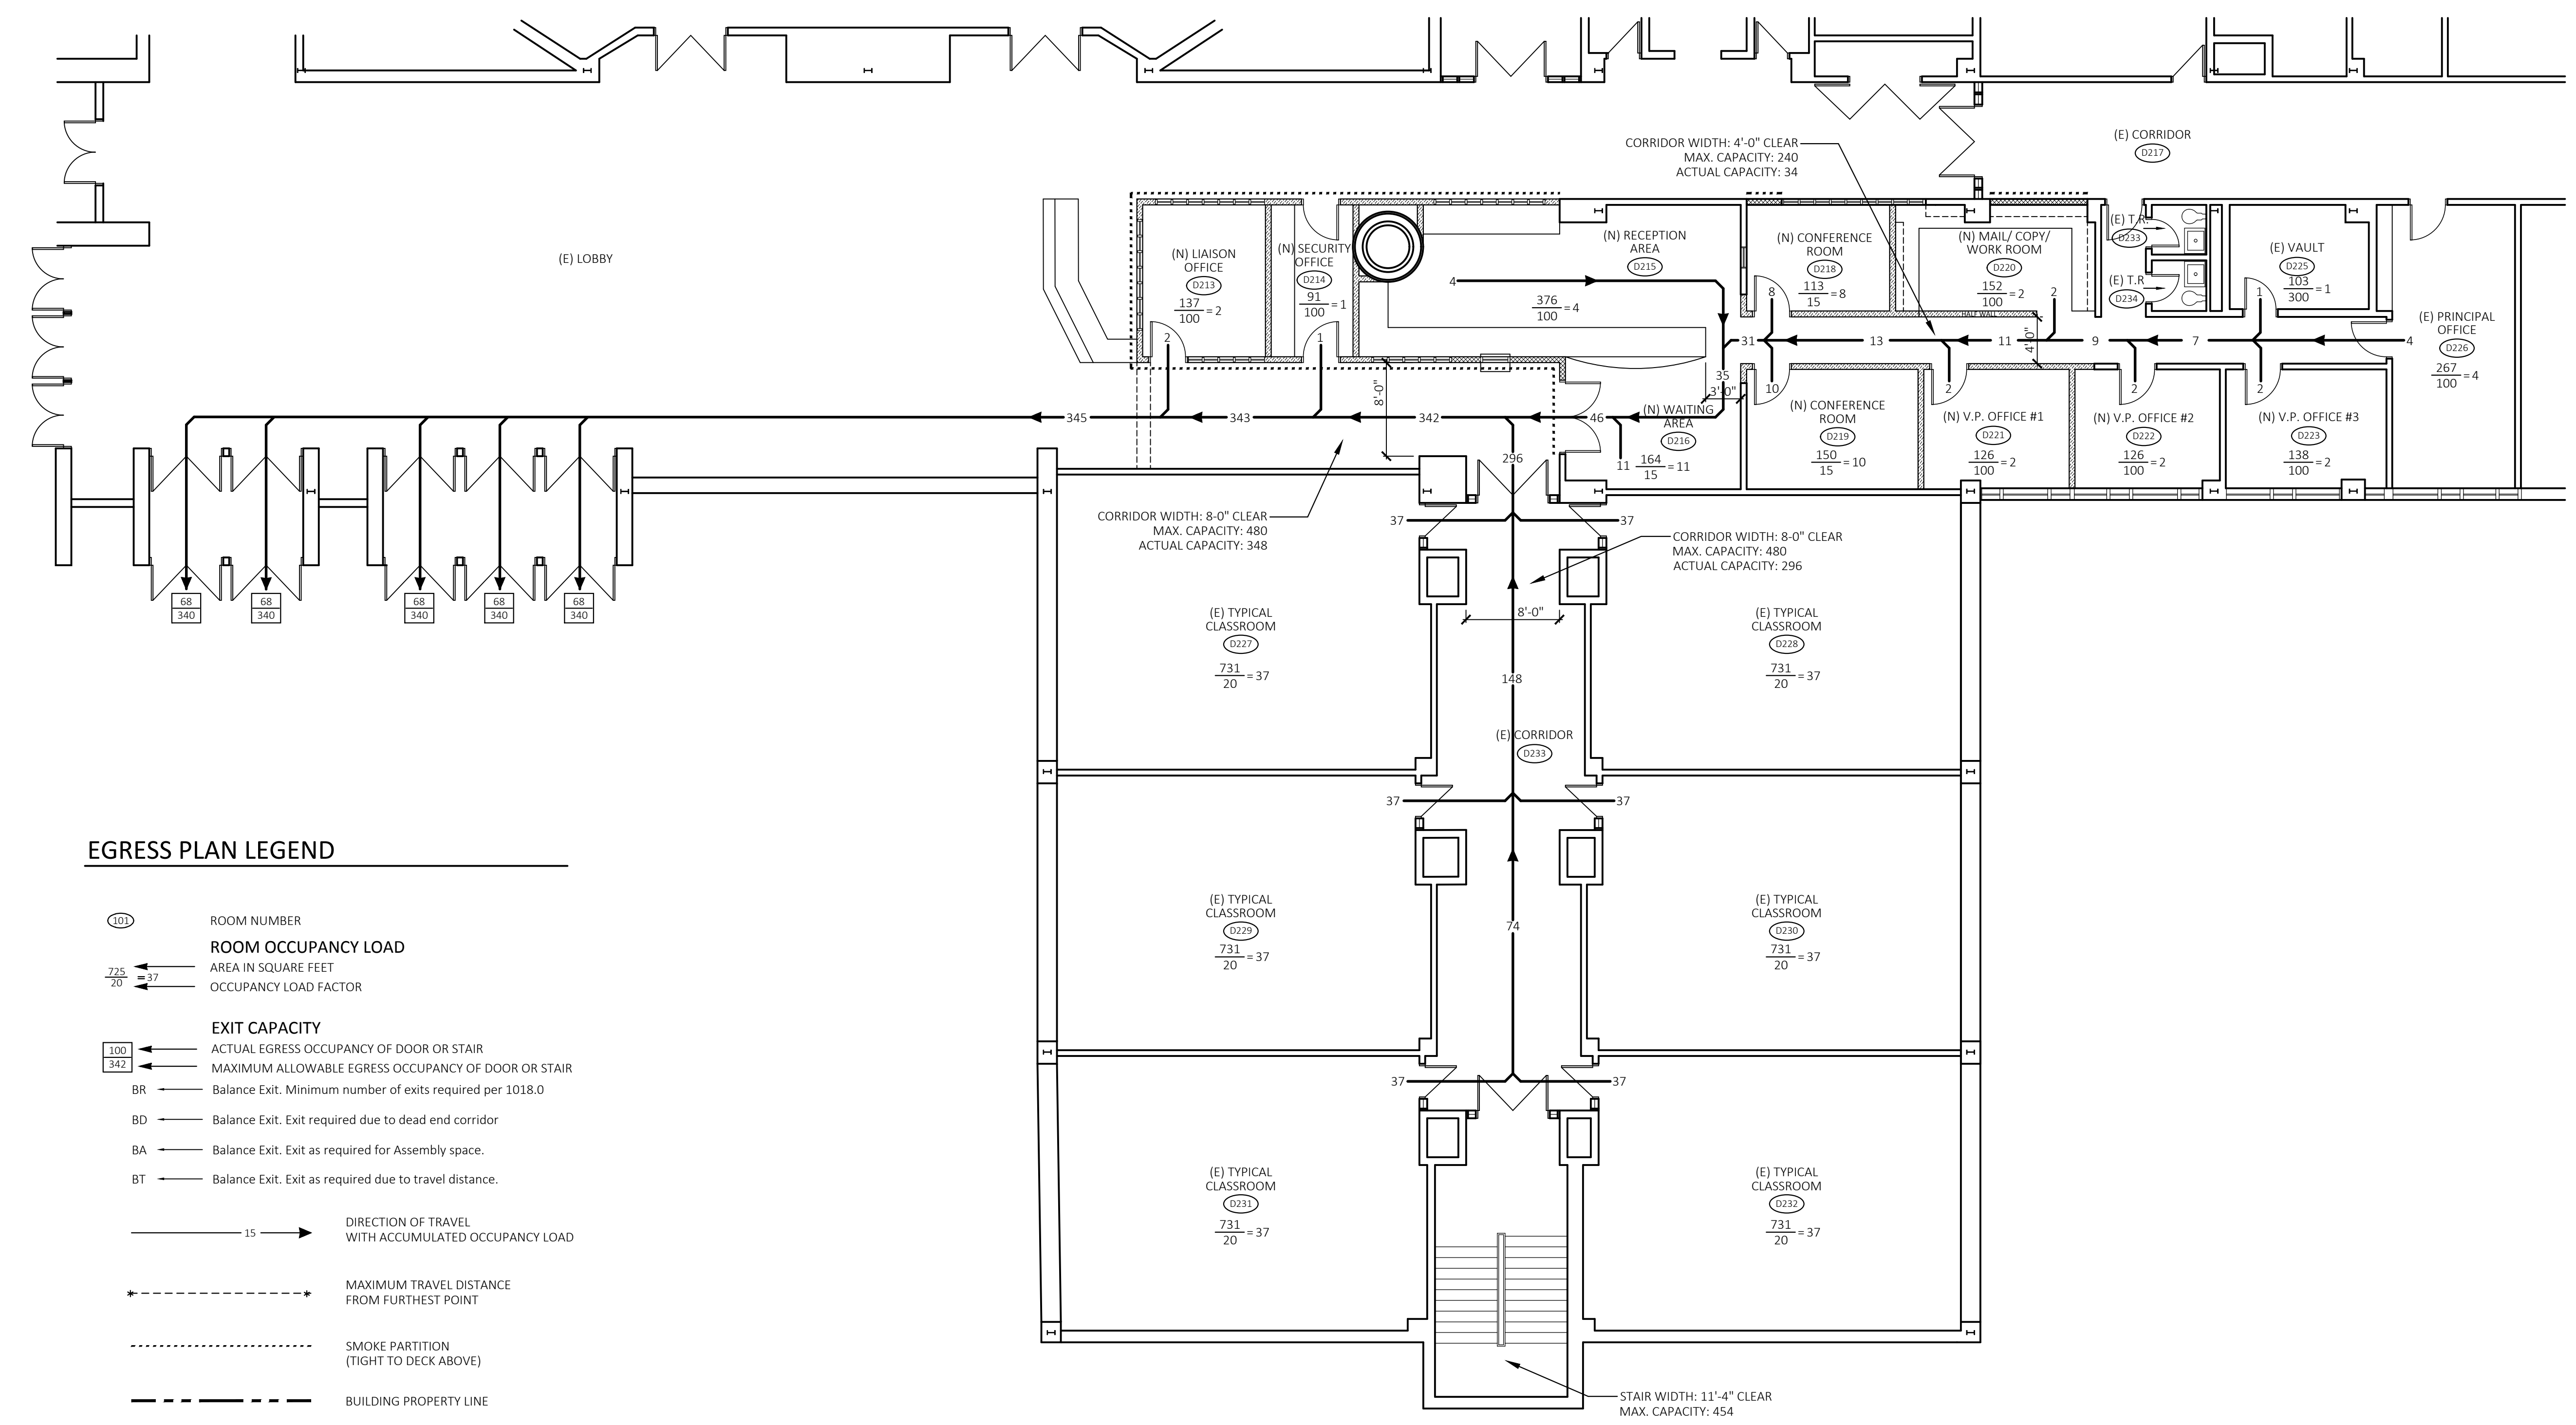 CORRIDOR WIDTH: 4'-0" CLEAR
MAX. CAPACITY: 240
ACTUAL CAPACITY: 34
(E) CORRIDOR
D217
(E) LOBBY
(N) LIAISON
OFFICE
D213
137
100
=2
2
(N) SECURITY
OFFICE
D214
91
100
=1
1
(N) RECEPTION
AREA
D215
4
376
100
=4
(N) CONFERENCE
ROOM
D218
113
15
=8
8
(N) MAIL/ COPY/
WORK ROOM
D220
152
100
=2
2
HALF WALL
4'-0"
(E) T.R.
D233
(E) T.R
D234
(E) VAULT
D225
103
300
=1
1
(E) PRINCIPAL
OFFICE
D226
267
100
=4
4
7
9
11
13
31
35
3'-0"
10
2
2
2
(N) WAITING
AREA
D216
11
164
15
=11
(N) CONFERENCE
ROOM
D219
150
15
=10
(N) V.P. OFFICE #1
D221
126
100
=2
(N) V.P. OFFICE #2
D222
126
100
=2
(N) V.P. OFFICE #3
D223
138
100
=2
345
343
342
46
8'-0"
296
CORRIDOR WIDTH: 8-0" CLEAR
MAX. CAPACITY: 480
ACTUAL CAPACITY: 348
37
37
CORRIDOR WIDTH: 8-0" CLEAR
MAX. CAPACITY: 480
ACTUAL CAPACITY: 296
68
340
68
340
68
340
68
340
68
340
8'-0"
(E) TYPICAL
CLASSROOM
D227
731
20
=37
(E) TYPICAL
CLASSROOM
D228
731
20
=37
148
(E) CORRIDOR
D233
37
37
(E) TYPICAL
CLASSROOM
D229
731
20
=37
(E) TYPICAL
CLASSROOM
D230
731
20
=37
74
37
37
(E) TYPICAL
CLASSROOM
D231
731
20
=37
(E) TYPICAL
CLASSROOM
D232
731
20
=37
STAIR WIDTH: 11'-4" CLEAR
MAX. CAPACITY: 454
EGRESS PLAN LEGEND
101
ROOM NUMBER
ROOM OCCUPANCY LOAD
725
20
=37
AREA IN SQUARE FEET
OCCUPANCY LOAD FACTOR
EXIT CAPACITY
100
342
ACTUAL EGRESS OCCUPANCY OF DOOR OR STAIR
MAXIMUM ALLOWABLE EGRESS OCCUPANCY OF DOOR OR STAIR
BR Balance Exit. Minimum number of exits required per 1018.0
BD Balance Exit. Exit required due to dead end corridor
BA Balance Exit. Exit as required for Assembly space.
BT Balance Exit. Exit as required due to travel distance.
15
DIRECTION OF TRAVEL
WITH ACCUMULATED OCCUPANCY LOAD
MAXIMUM TRAVEL DISTANCE
FROM FURTHEST POINT
SMOKE PARTITION
(TIGHT TO DECK ABOVE)
BUILDING PROPERTY LINE